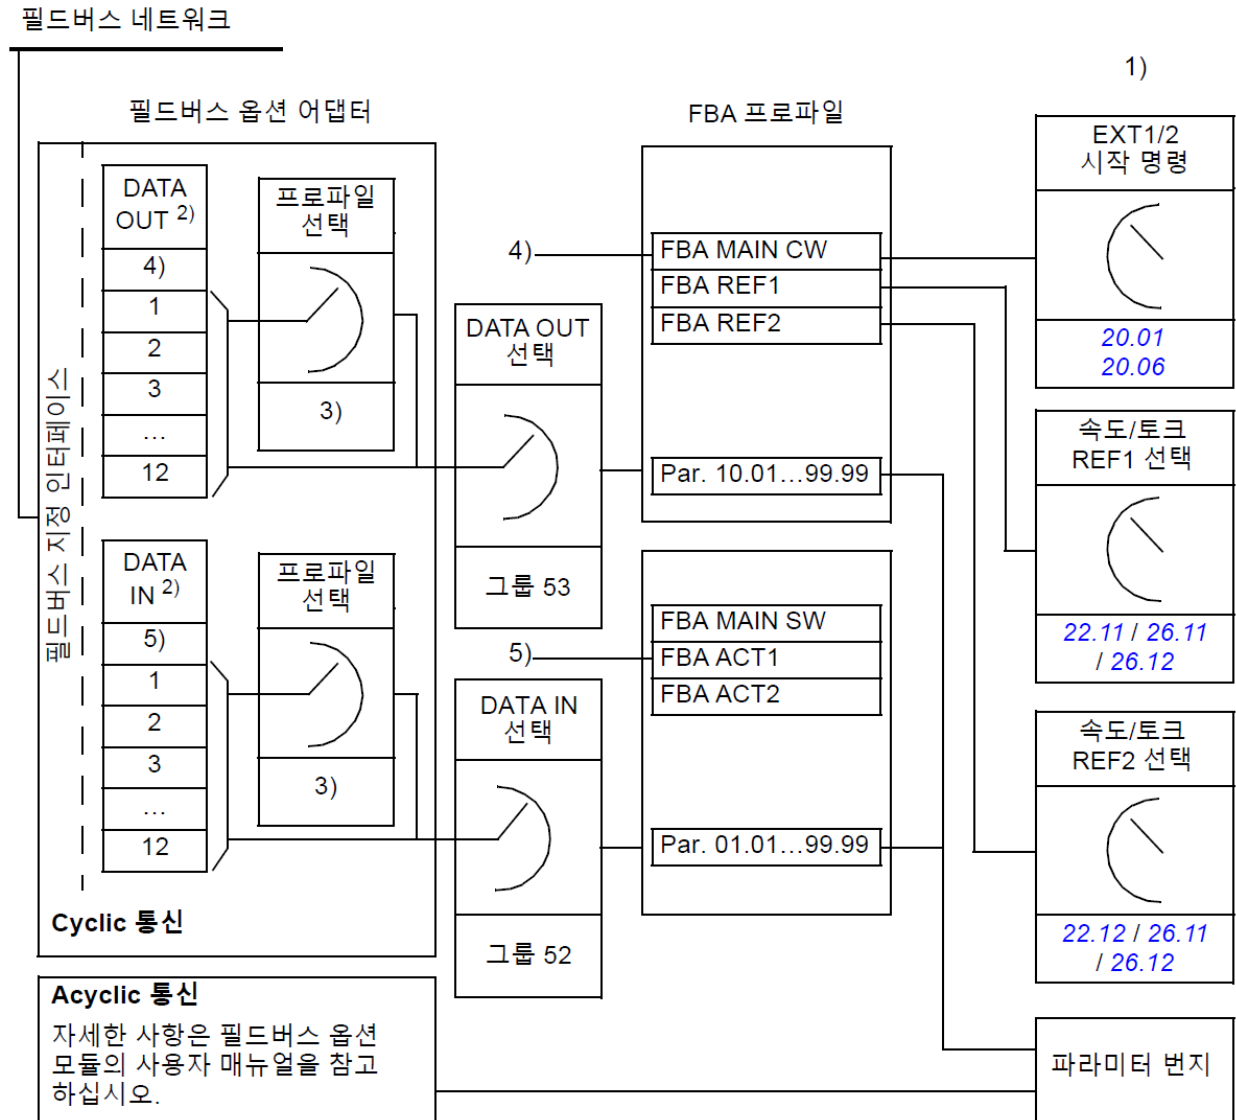 필드버스 네트워크
1)
필드버스 옵션 어댑터
FBA 프로파일
필드버스 지정 인터페이스
DATA
OUT 2)
4)
1
2
3
...
12
프로파일
선택
3)
DATA OUT
선택
그룹 53
4)
FBA MAIN CW
FBA REF1
FBA REF2
Par. 10.01...99.99
EXT1/2
시작 명령
20.01
20.06
속도/토크
REF1 선택
22.11 / 26.11
/ 26.12
DATA
IN 2)
5)
1
2
3
...
12
프로파일
선택
3)
DATA IN
선택
그룹 52
5)
FBA MAIN SW
FBA ACT1
FBA ACT2
Par. 01.01...99.99
속도/토크
REF2 선택
22.12 / 26.11
/ 26.12
Cyclic 통신
Acyclic 통신
자세한 사항은 필드버스 옵션
모듈의 사용자 매뉴얼을 참고
하십시오.
파라미터 번지